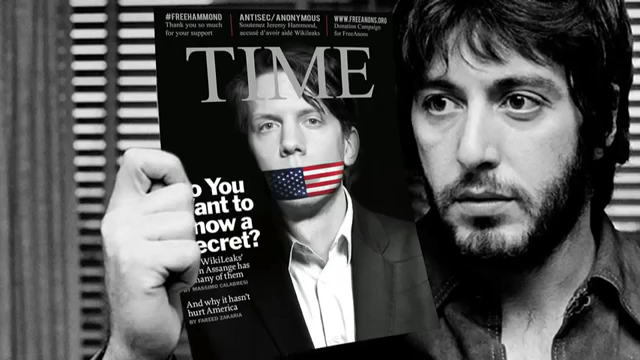 #FREEHAMMOND
Thank you so much
for your support
ANTISEC/ANONYMOUS
Soutenez Jeremy Hammond,
accusé d'avoir aidé Wikileaks
WWW.FREEANONS.ORG
Donation Campaign
for FreeAnons
TIME
o You
ant to
now a
ecret?
WikiLeaks'
n Assange has
any of them
BY MASSIMO CALABRESI
And why it hasn't
hurt America
BY FAREED ZAKARIA